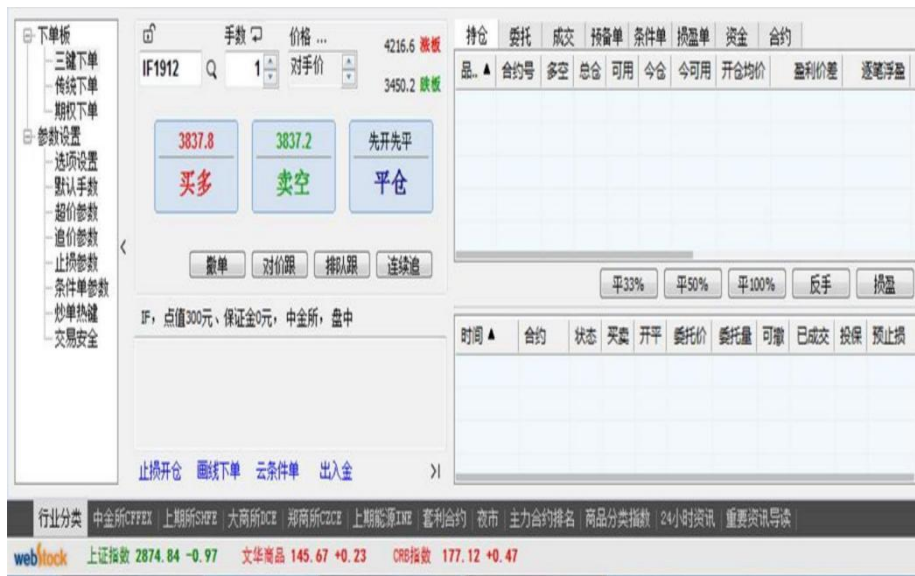 下单板
三键下单
传统下单
期权下单
参数设置
选项设置
默认手数
超价参数
追价参数
止损参数
条件单参数
炒单热键
交易安全
手数 价格 ...
IF1912 1 对手价
4216.6 涨板
3450.2 跌板
3837.8 3837.2 先开先平
买多 卖空 平仓
撤单 对价跟 排队跟 连续追
IF，点值300元、保证金0元，中金所，盘中
止损开仓 画线下单 云条件单 出入金
持仓 委托 成交 预备单 条件单 损盈单 资金 合约
品.. ▲ 合约号 多空 总仓 可用 今仓 今可用 开仓均价 盈利价差 逐笔浮盈
平33% 平50% 平100% 反手 损盈
时间 ▲ 合约 状态 买卖 开平 委托价 委托量 可撤 已成交 投保 预止损
行业分类 中金所CFFEX 上期所SHFE 大商所DCE 郑商所CZCE 上期能源INE 套利合约 夜市 主力合约排名 商品分类指数 24小时资讯 重要资讯导读
webstock 上证指数 2874.84 -0.97 文华商品 145.67 +0.23 CRB指数 177.12 +0.47